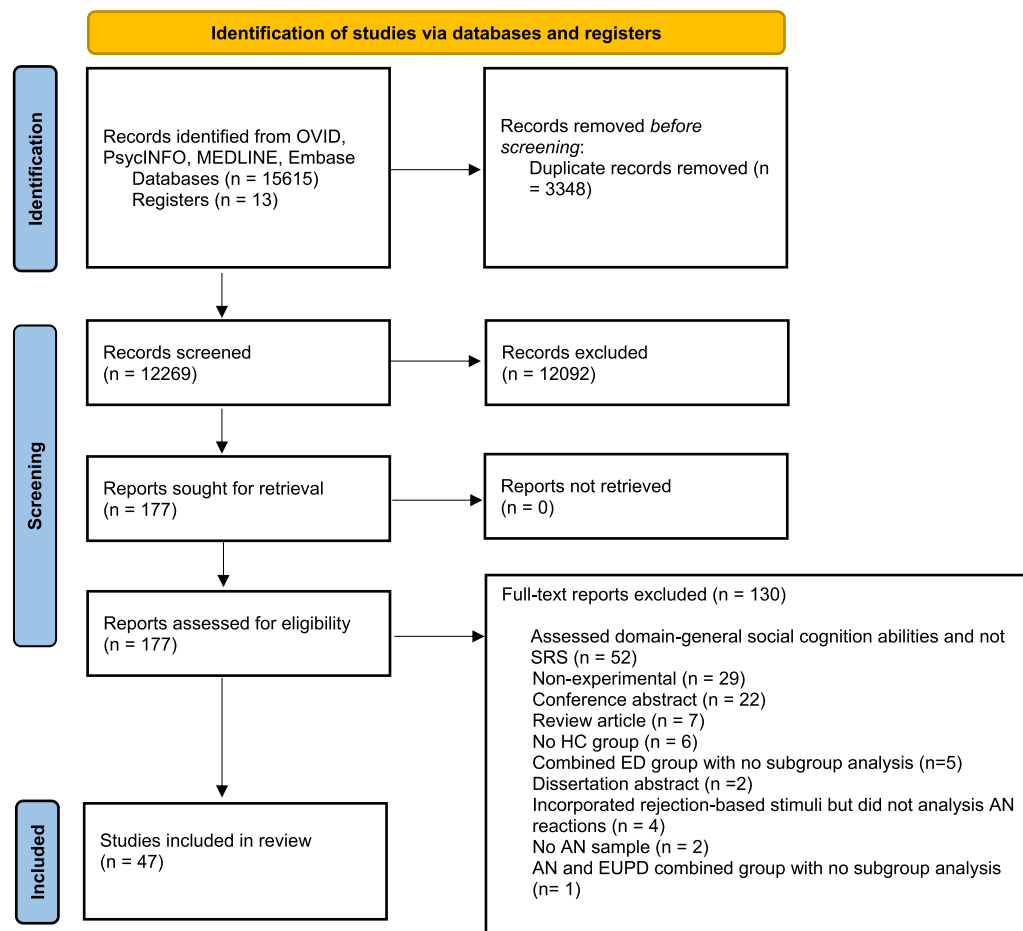 Identification of studies via databases and registers
Identification
Records identified from OVID,
PsycINFO, MEDLINE, Embase
Databases (n = 15615)
Registers (n = 13)
Records removed before
screening:
Duplicate records removed (n
= 3348)
Screening
Records screened
(n = 12269)
Records excluded
(n = 12092)
Reports sought for retrieval
(n = 177)
Reports not retrieved
(n = 0)
Reports assessed for eligibility
(n = 177)
Full-text reports excluded (n = 130)
Assessed domain-general social cognition abilities and not
SRS (n = 52)
Non-experimental (n = 29)
Conference abstract (n = 22)
Review article (n = 7)
No HC group (n = 6)
Combined ED group with no subgroup analysis (n=5)
Dissertation abstract (n =2)
Incorporated rejection-based stimuli but did not analysis AN
reactions (n = 4)
No AN sample (n = 2)
AN and EUPD combined group with no subgroup analysis
(n= 1)
Included
Studies included in review
(n = 47)